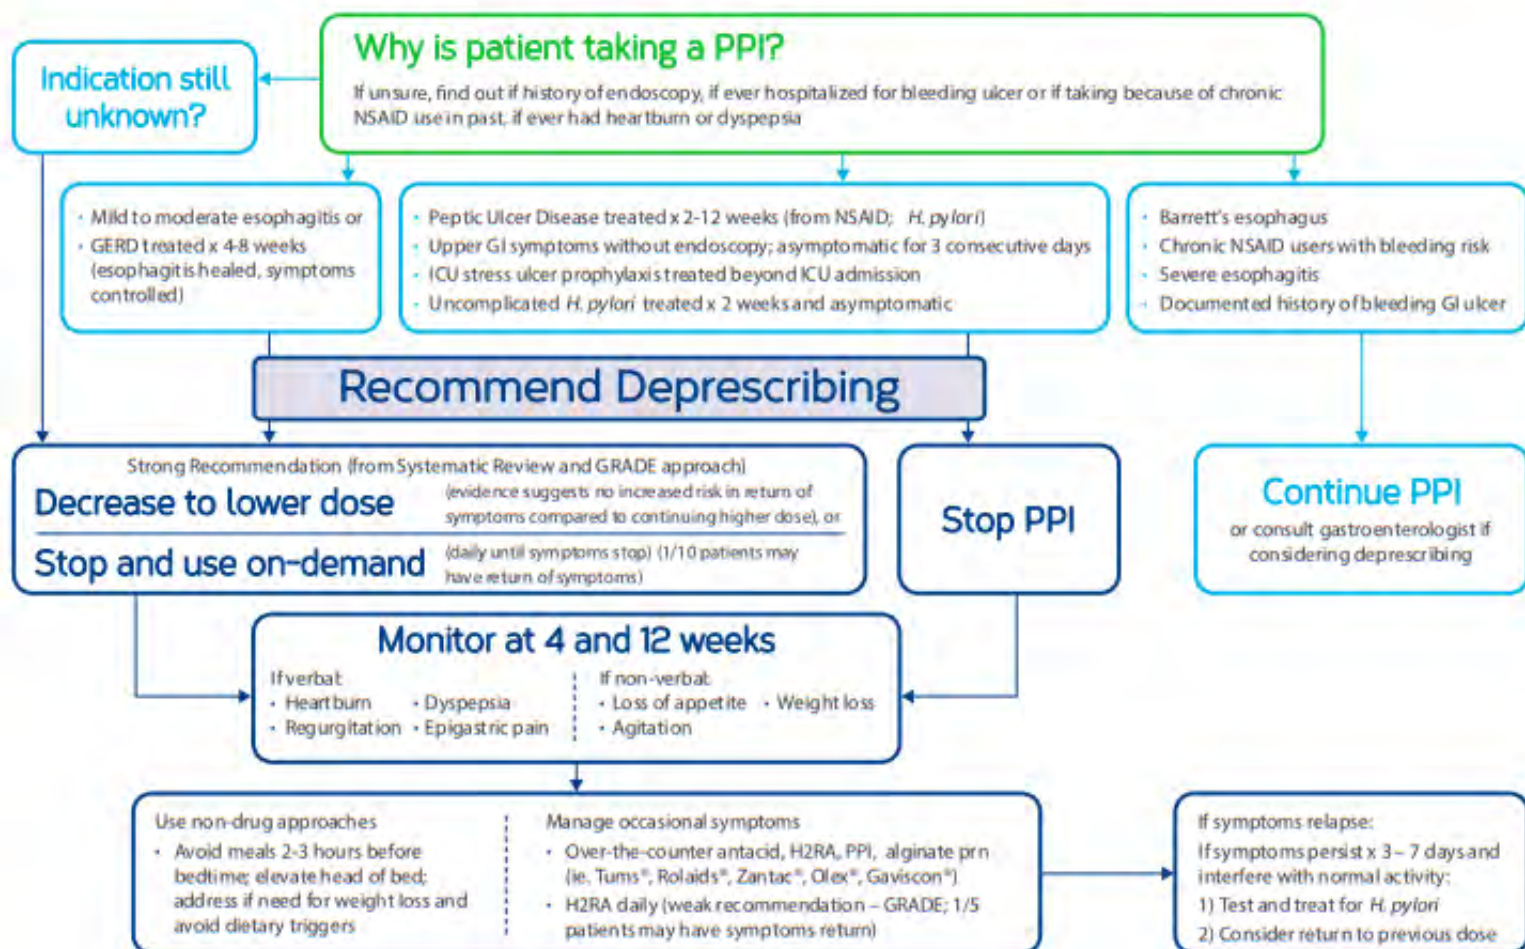 Why is patient taking a PPI?
If unsure, find out if history of endoscopy, if ever hospitalized for bleeding ulcer or if taking because of chronic
NSAID use in past, if ever had heartburn or dyspepsia
Indication still
unknown?
· Mild to moderate esophagitis or
· GERD treated x 4-8 weeks
(esophagitis healed, symptoms
controlled)
· Peptic Ulcer Disease treated x 2-12 weeks (from NSAID; H. pylori)
· Upper GI symptoms without endoscopy; asymptomatic for 3 consecutive days
· ICU stress ulcer prophylaxis treated beyond ICU admission
· Uncomplicated H. pylori treated x 2 weeks and asymptomatic
· Barrett's esophagus
· Chronic NSAID users with bleeding risk
· Severe esophagitis
· Documented history of bleeding GI ulcer
Recommend Deprescribing
Strong Recommendation (from Systematic Review and GRADE approach)
Decrease to lower dose
(evidence suggests no increased risk in return of
symptoms compared to continuing higher dose), or
Stop and use on-demand
(daily until symptoms stop) (1/10 patients may
have return of symptoms)
Stop PPI
Continue PPI
or consult gastroenterologist if
considering deprescribing
Monitor at 4 and 12 weeks
If verbal:
· Heartburn · Dyspepsia
· Regurgitation · Epigastric pain
If non-verbal:
· Loss of appetite · Weight loss
· Agitation
Use non-drug approaches
· Avoid meals 2-3 hours before
bedtime; elevate head of bed;
address if need for weight loss and
avoid dietary triggers
Manage occasional symptoms
· Over-the-counter antacid, H2RA, PPI, alginate prn
(ie. Tums®, Rolaids®, Zantac®, Olex®, Gaviscon®)
· H2RA daily (weak recommendation – GRADE; 1/5
patients may have symptoms return)
If symptoms relapse:
If symptoms persist x 3 – 7 days and
interfere with normal activity:
1) Test and treat for H. pylori
2) Consider return to previous dose